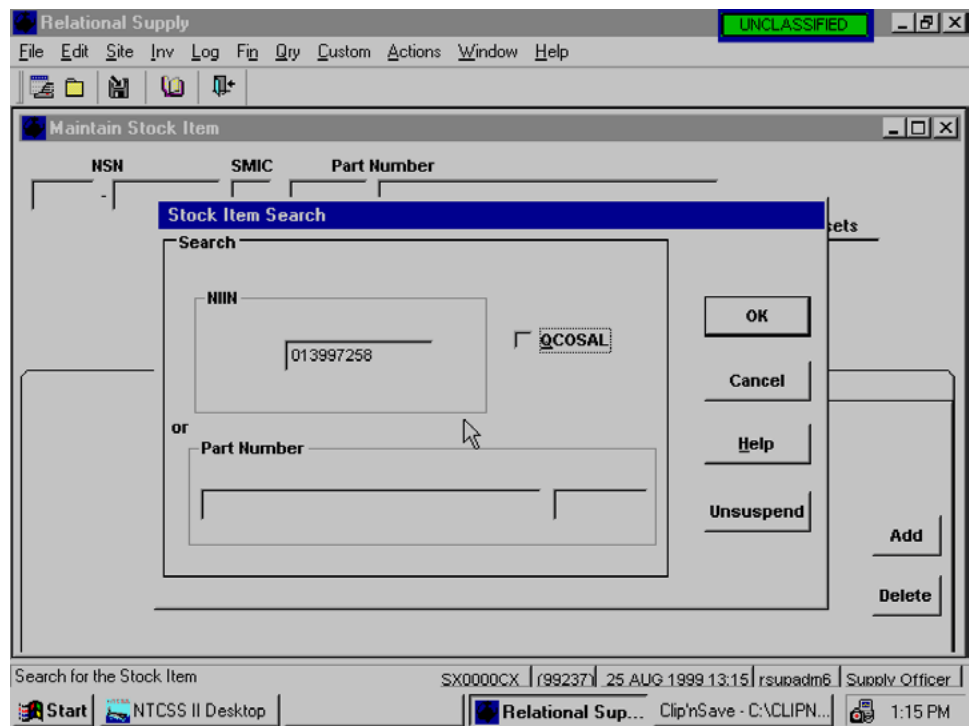 Relational Supply UNCLASSIFIED
File Edit Site Inv Log Fin Qry Custom Actions Window Help
Maintain Stock Item
NSN SMIC Part Number
-
Stock Item Search
sets
Search
NIIN
OK
QCOSAL
013997258
Cancel
or
Help
Part Number
Unsuspend
Add
Delete
Search for the Stock Item SX0000CX (99237) 25 AUG 1999 13:15 rsupadm6 Supply Officer
Start NTCSS II Desktop Relational Sup... Clip'nSave - C:\CLIPN... 1:15 PM